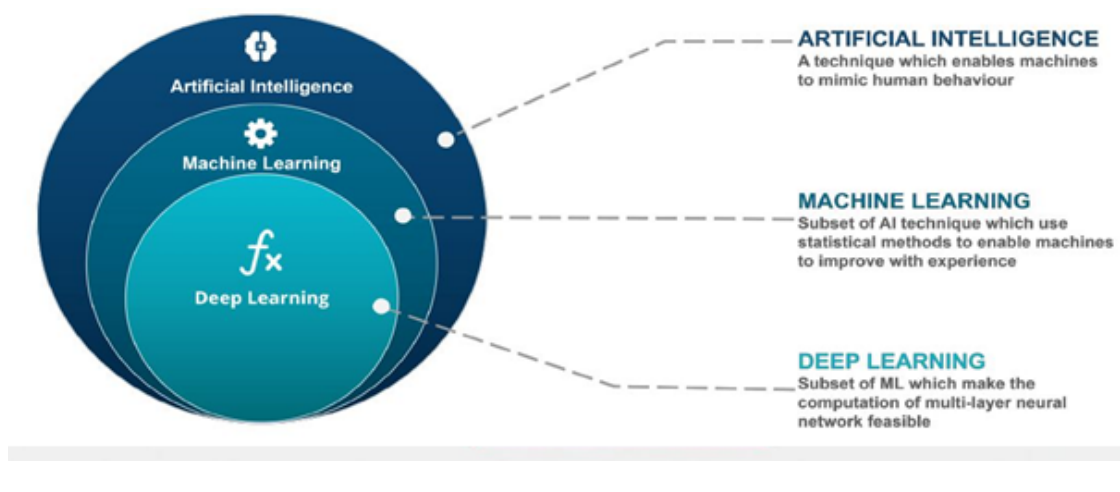 Artificial Intelligence
Machine Learning
fx
Deep Learning
ARTIFICIAL INTELLIGENCE
A technique which enables machines
to mimic human behaviour
MACHINE LEARNING
Subset of AI technique which use
statistical methods to enable machines
to improve with experience
DEEP LEARNING
Subset of ML which make the
computation of multi-layer neural
network feasible